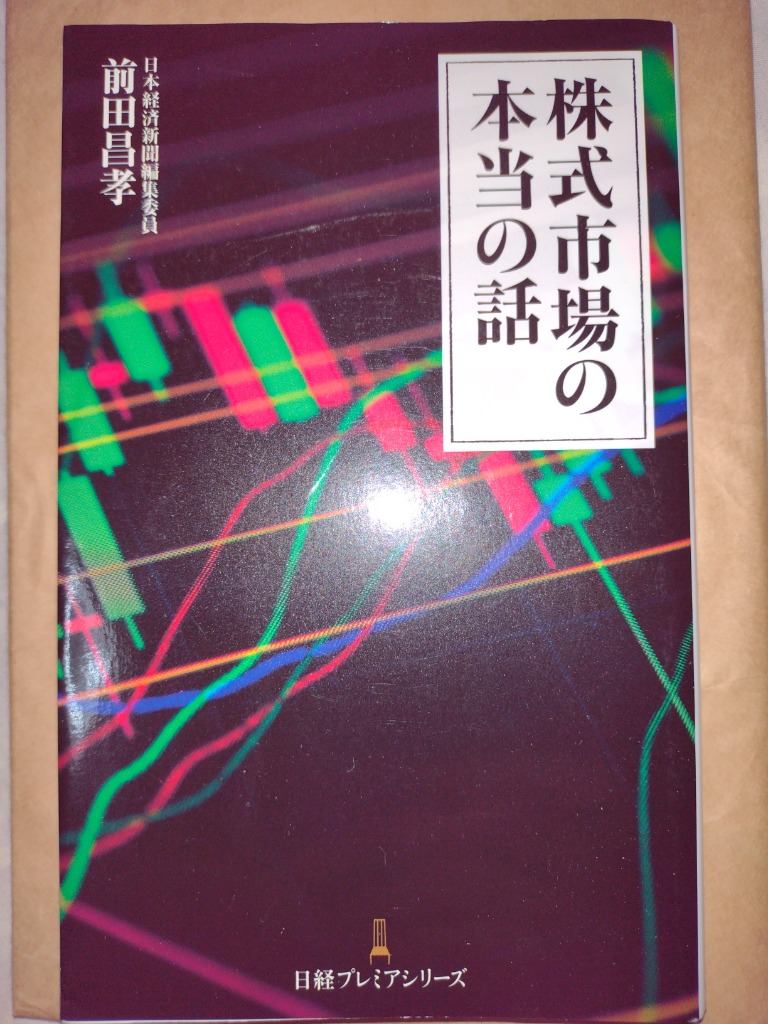 株式市場の
本当の話
日本経済新聞編集委員
前田昌孝
日経プレミアシリーズ